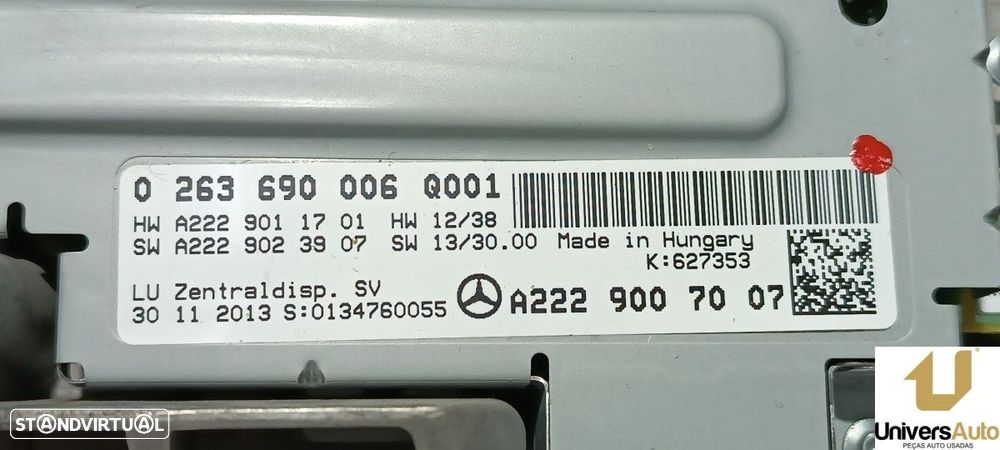 0 263 690 006 Q001
HW A222 901 17 01 HW 12/38
SW A222 902 39 07 SW 13/30.00 Made in Hungary
K:627353
LU Zentraldisp. SV
30 11 2013 S:0134760055
A222 900 70 07
STANDVIRTUAL
UniversAuto
PEÇAS AUTO USADAS